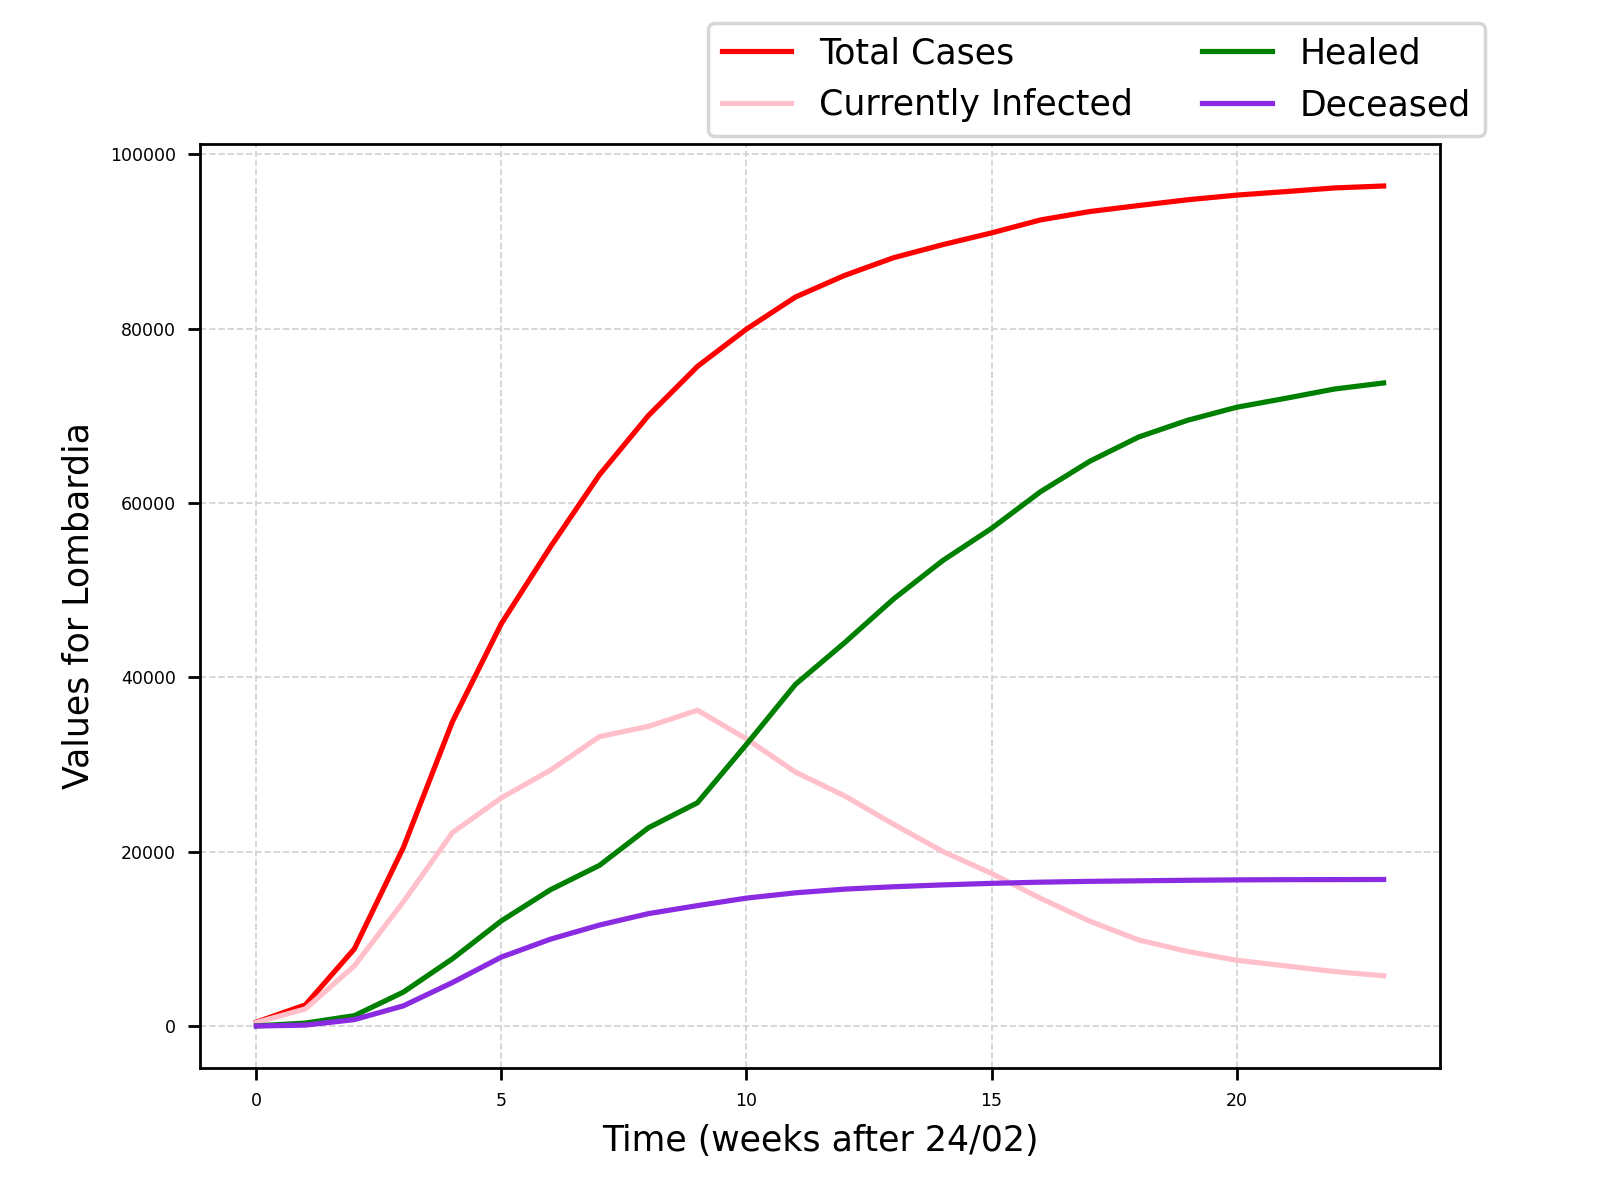 Total Cases
Currently Infected
Healed
Deceased
100000
80000
60000
40000
20000
0
Values for Lombardia
0
5
10
15
20
Time (weeks after 24/02)